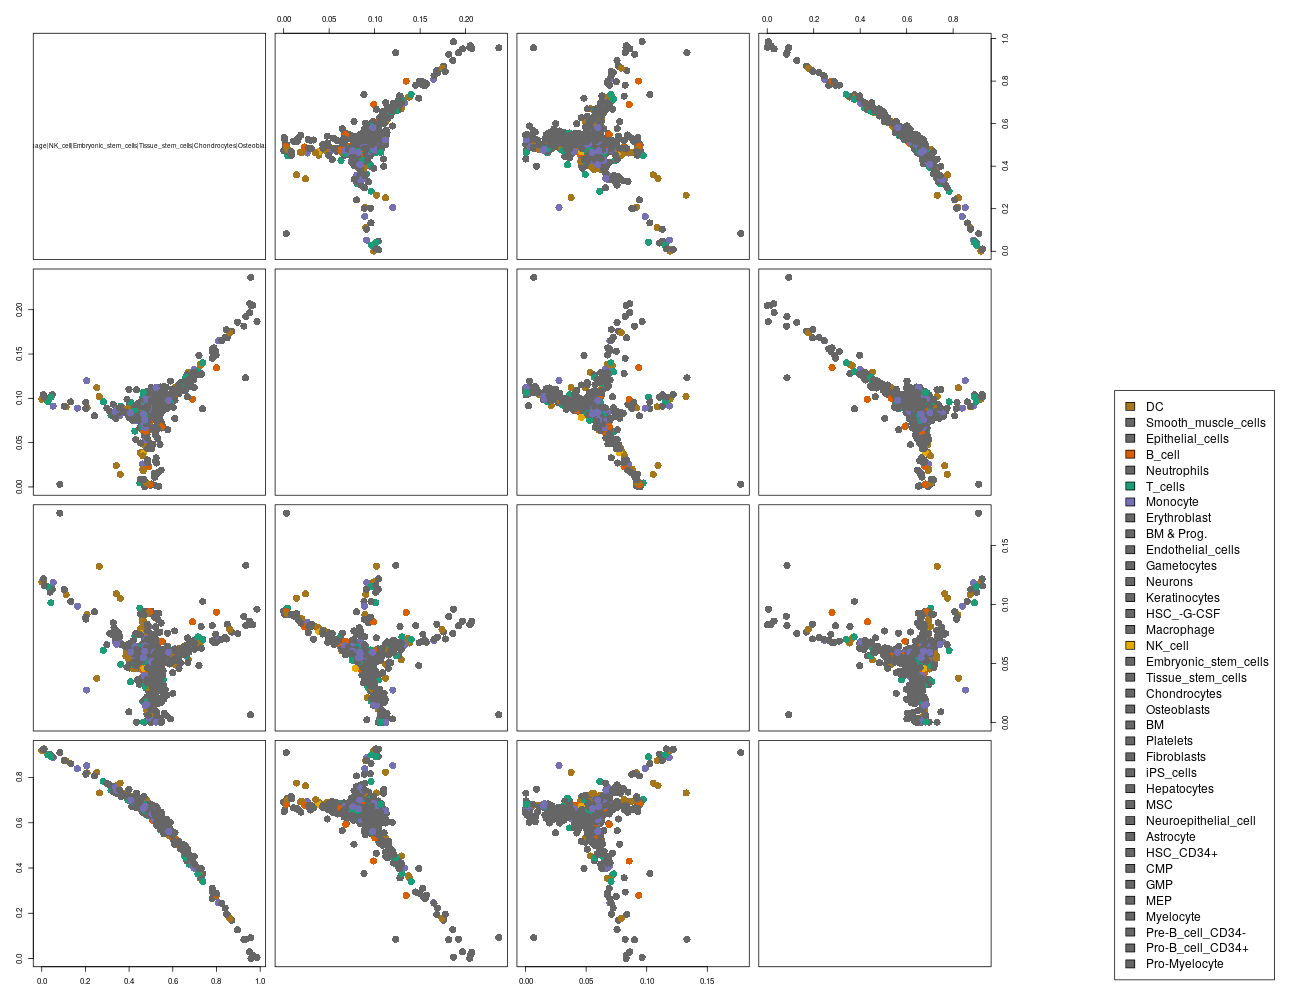 0.00 0.05 0.10 0.15 0.20
0.0 0.2 0.4 0.6 0.8
age|NK_cell|Embryonic_stem_cells|Tissue_stem_cells|Chondrocytes|Osteobla
0.0 0.2 0.4 0.6 0.8 1.0
0.00 0.05 0.10 0.15 0.20
0.00 0.05 0.10 0.15
0.0 0.2 0.4 0.6 0.8
0.0 0.2 0.4 0.6 0.8 1.0
0.00 0.05 0.10 0.15
DC
Smooth_muscle_cells
Epithelial_cells
B_cell
Neutrophils
T_cells
Monocyte
Erythroblast
BM & Prog.
Endothelial_cells
Gametocytes
Neurons
Keratinocytes
HSC_-G-CSF
Macrophage
NK_cell
Embryonic_stem_cells
Tissue_stem_cells
Chondrocytes
Osteoblasts
BM
Platelets
Fibroblasts
iPS_cells
Hepatocytes
MSC
Neuroepithelial_cell
Astrocyte
HSC_CD34+
CMP
GMP
MEP
Myelocyte
Pre-B_cell_CD34-
Pro-B_cell_CD34+
Pro-Myelocyte